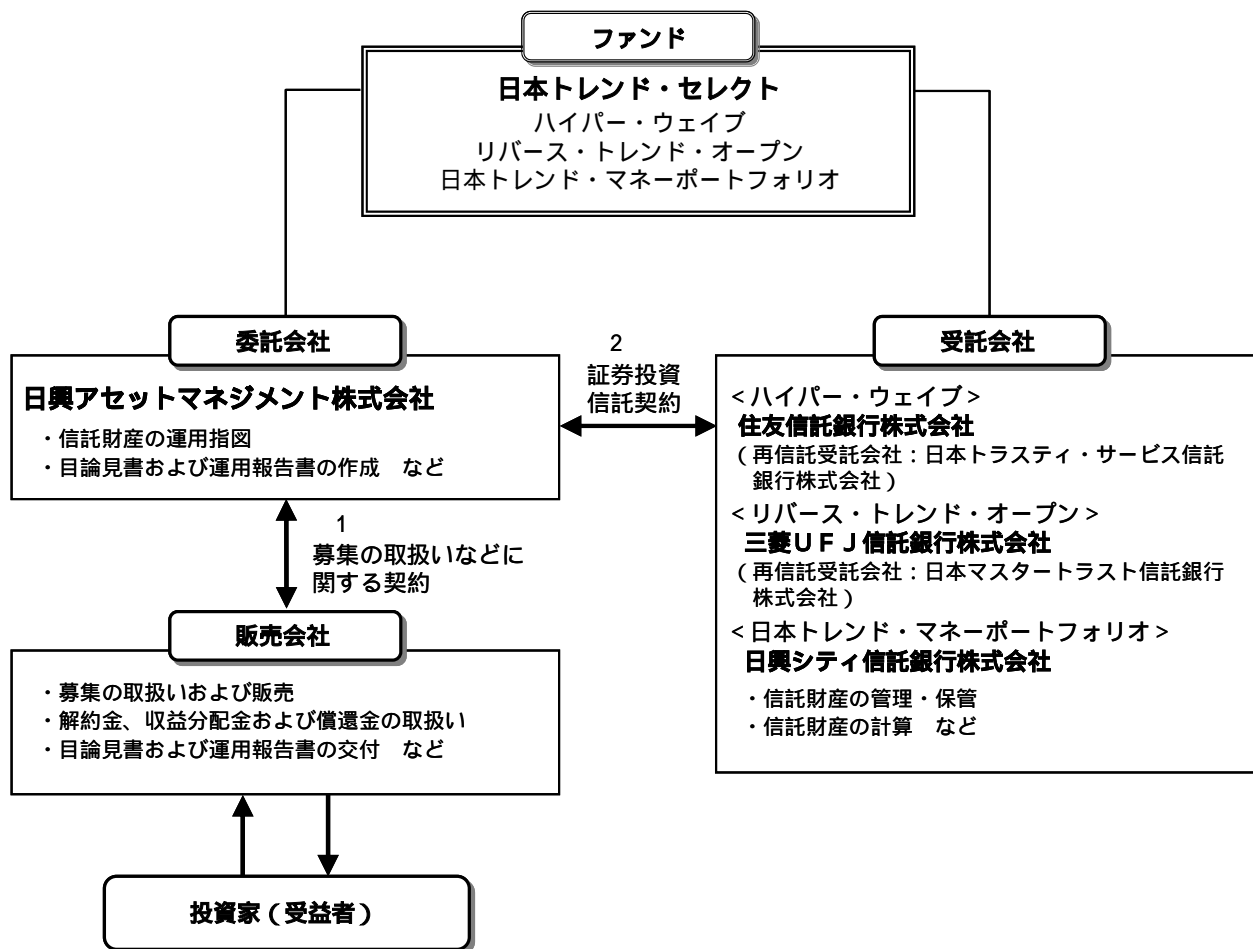 ファンド
日本トレンド・セレクト
ハイパー・ウェイブ
リバース・トレンド・オープン
日本トレンド・マネーポートフォリオ
委託会社
日興アセットマネジメント株式会社
・信託財産の運用指図
・目論見書および運用報告書の作成　など
2
証券投資
信託契約
受託会社
＜ハイパー・ウェイブ＞
住友信託銀行株式会社
（再信託受託会社：日本トラスティ・サービス信託
銀行株式会社）
＜リバース・トレンド・オープン＞
三菱ＵＦＪ信託銀行株式会社
（再信託受託会社：日本マスタートラスト信託銀行
株式会社）
＜日本トレンド・マネーポートフォリオ＞
日興シティ信託銀行株式会社
・信託財産の管理・保管
・信託財産の計算　など
1
募集の取扱いなどに
関する契約
販売会社
・募集の取扱いおよび販売
・解約金、収益分配金および償還金の取扱い
・目論見書および運用報告書の交付　など
投資家（受益者）